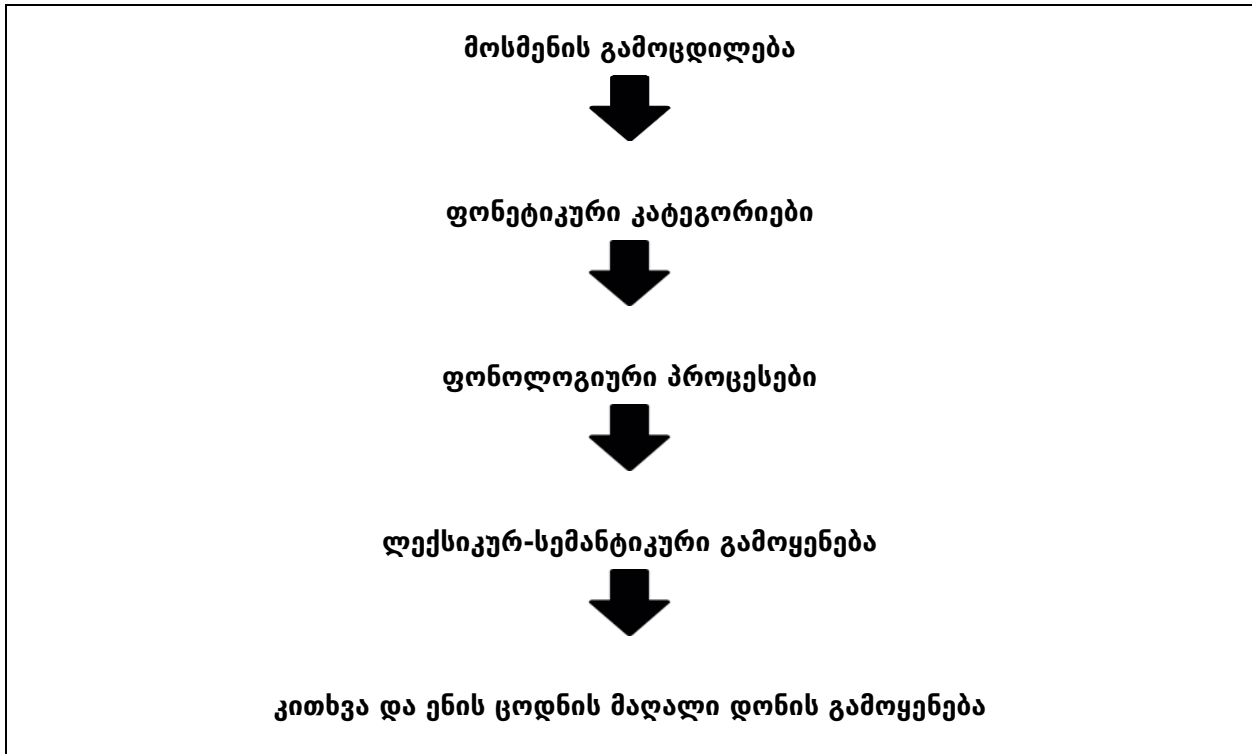 მოსმენის გამოცდილება
ფონეტიკური კატეგორიები
ფონოლოგიური პროცესები
ლექსიკურ-სემანტიკური გამოყენება
კითხვა და ენის ცოდნის მაღალი დონის გამოყენება